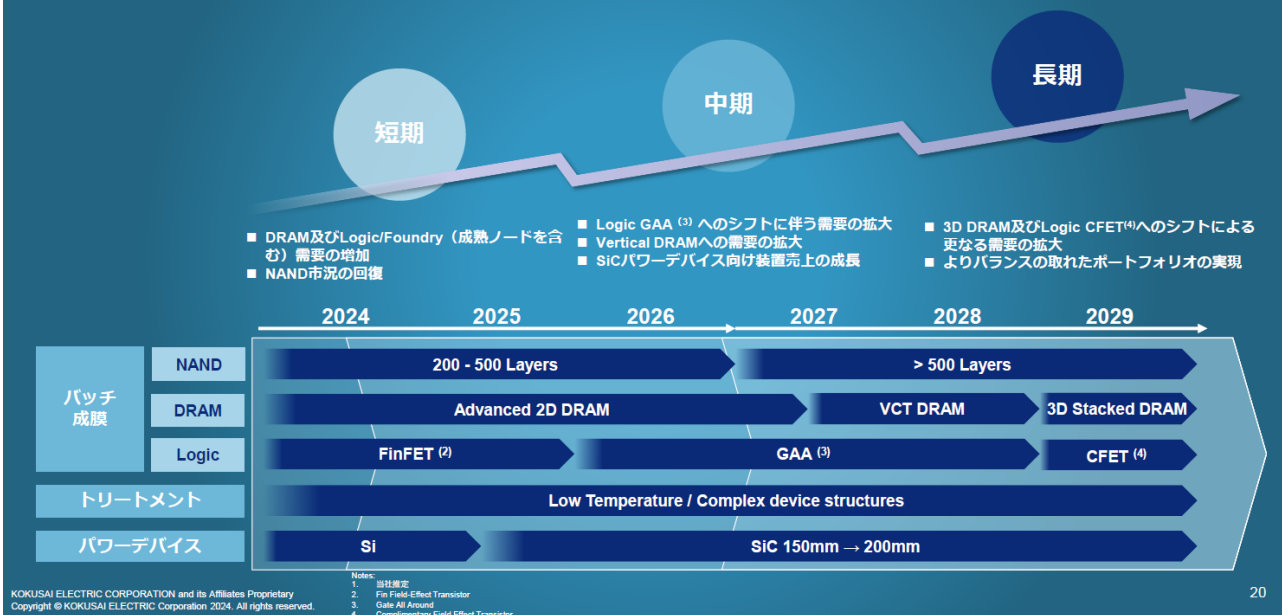 短期
中期
長期
■ DRAM及びLogic/Foundry（成熟ノードを含
む）需要の増加
■ NAND市況の回復
■ Logic GAA (3) へのシフトに伴う需要の拡大
■ Vertical DRAMへの需要の拡大
■ SiCパワーデバイス向け装置売上の成長
■ 3D DRAM及びLogic CFET(4)へのシフトによる
更なる需要の拡大
■ よりバランスの取れたポートフォリオの実現
2024 2025 2026 2027 2028 2029
バッチ
成膜
NAND 200 - 500 Layers > 500 Layers
DRAM Advanced 2D DRAM VCT DRAM 3D Stacked DRAM
Logic FinFET (2) GAA (3) CFET (4)
トリートメント Low Temperature / Complex device structures
パワーデバイス Si SiC 150mm → 200mm
KOKUSAI ELECTRIC CORPORATION and its Affiliates Proprietary
Copyright © KOKUSAI ELECTRIC Corporation 2024. All rights reserved.
Notes:
1. 当社推定
2. Fin Field-Effect Transistor
3. Gate All Around
4. Complimentary Field Effect Transistor
20